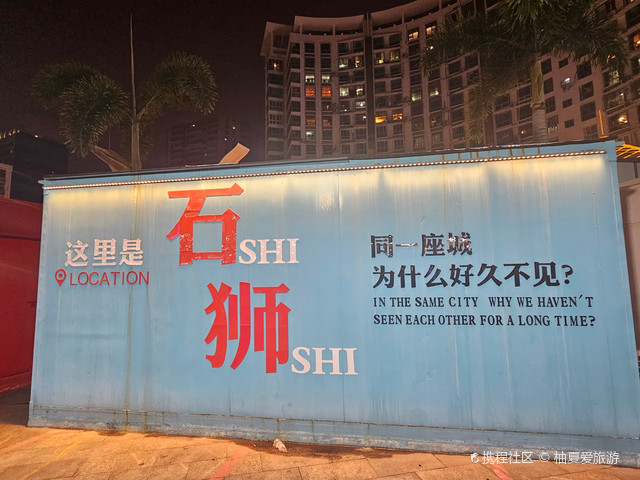 这里是
LOCATION
石 SHI
狮 SHI
同一座城
为什么好久不见?
IN THE SAME CITY WHY WE HAVEN'T
SEEN EACH OTHER FOR A LONG TIME?
携程社区 © 柚夏爱旅游